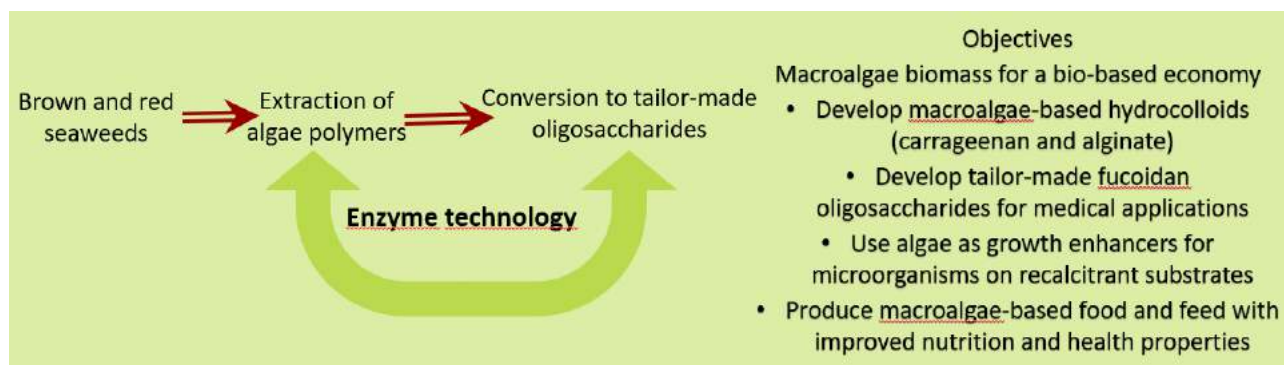 Brown and red
seaweeds
Extraction of
algae polymers
Conversion to tailor-made
oligosaccharides
Enzyme technology
Objectives
Macroalgae biomass for a bio-based economy
• Develop macroalgae-based hydrocolloids
(carrageenan and alginate)
• Develop tailor-made fucoidan
oligosaccharides for medical applications
• Use algae as growth enhancers for
microorganisms on recalcitrant substrates
• Produce macroalgae-based food and feed with
improved nutrition and health properties